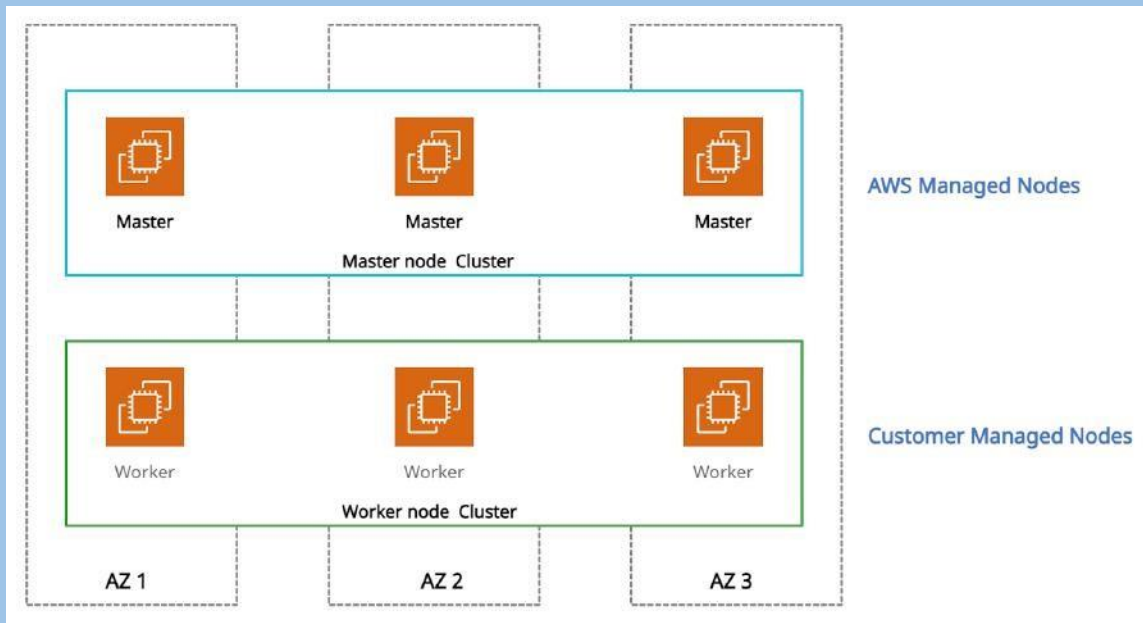 Master
Master
Master
AWS Managed Nodes
Master node Cluster
Worker
Worker
Worker
Customer Managed Nodes
Worker node Cluster
AZ 1
AZ 2
AZ 3